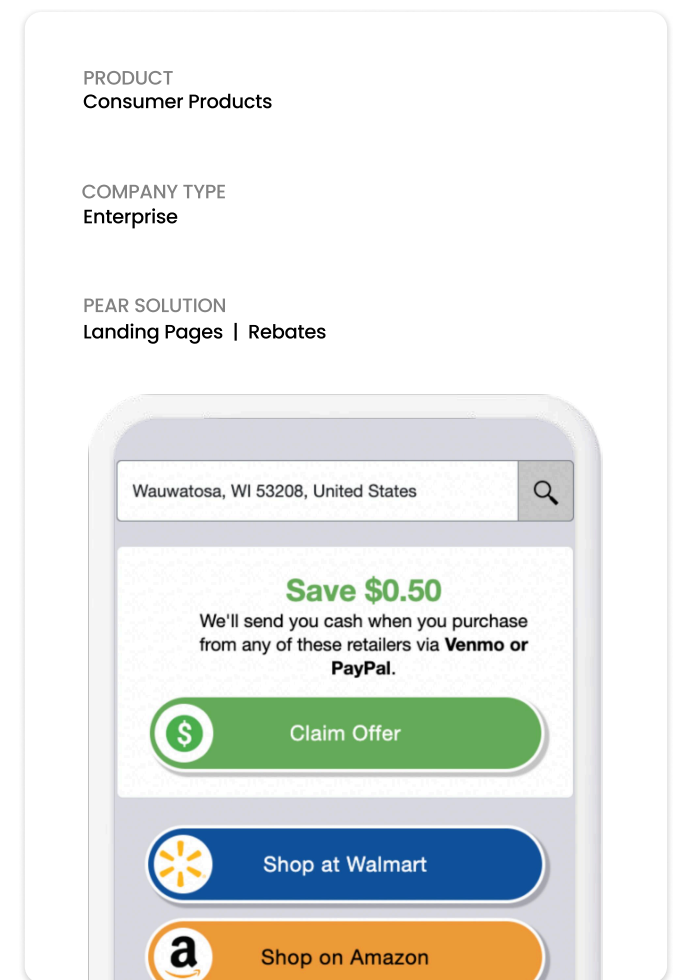 PRODUCT
Consumer Products
COMPANY TYPE
Enterprise
PEAR SOLUTION
Landing Pages | Rebates
Wauwatosa, WI 53208, United States
Save $0.50
We'll send you cash when you purchase
from any of these retailers via Venmo or
PayPal.
$
Claim Offer
Shop at Walmart
a
Shop on Amazon